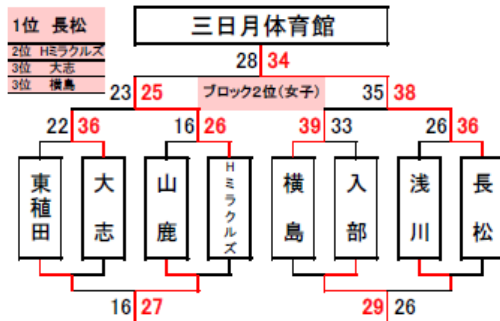 1位 長松
2位 Hミラクルズ
3位 大志
3位 横島
三日月体育館
28 34
ブロック2位(女子)
23 25 35 38
22 36 16 26 39 33 26 36
東稙田 大志 山鹿 Hミラクルズ 横島 入部 浅川 長松
16 27 29 26